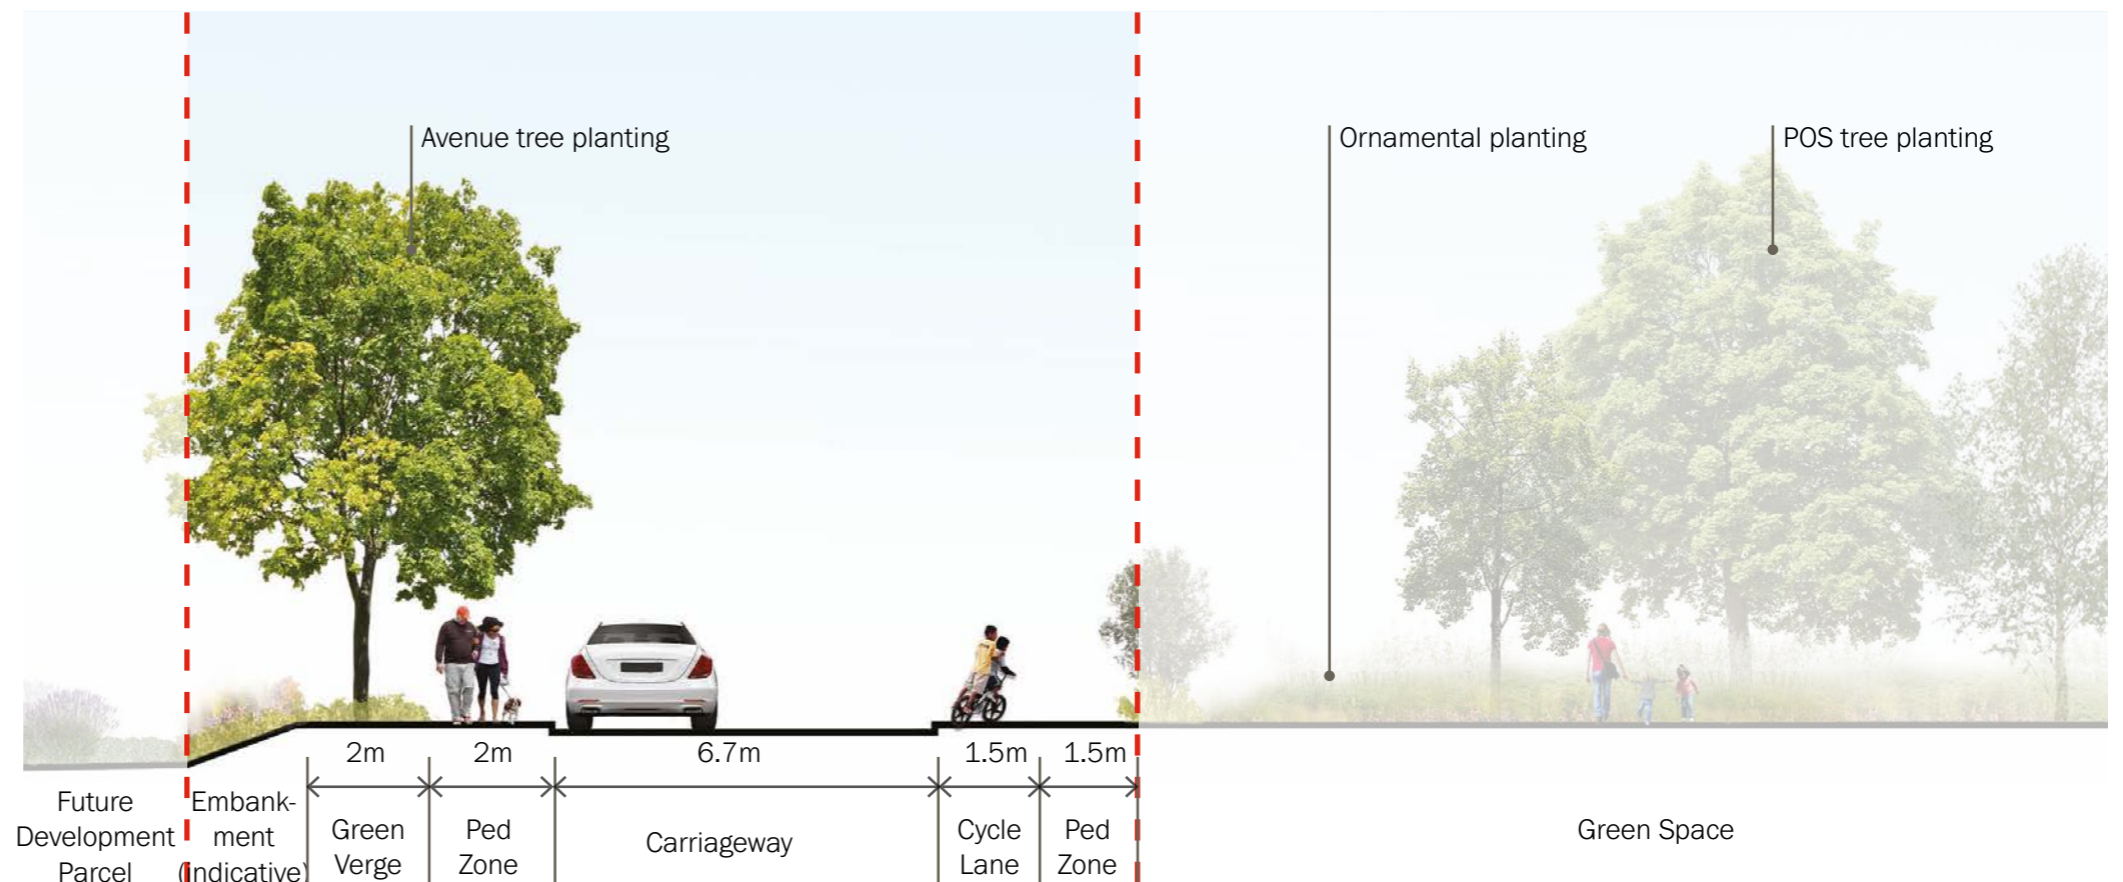 Avenue tree planting
Ornamental planting
POS tree planting
2m
2m
6.7m
1.5m
1.5m
Future
Development
Parcel
Embank-
ment
(indicative)
Green
Verge
Ped
Zone
Carriageway
Cycle
Lane
Ped
Zone
Green Space